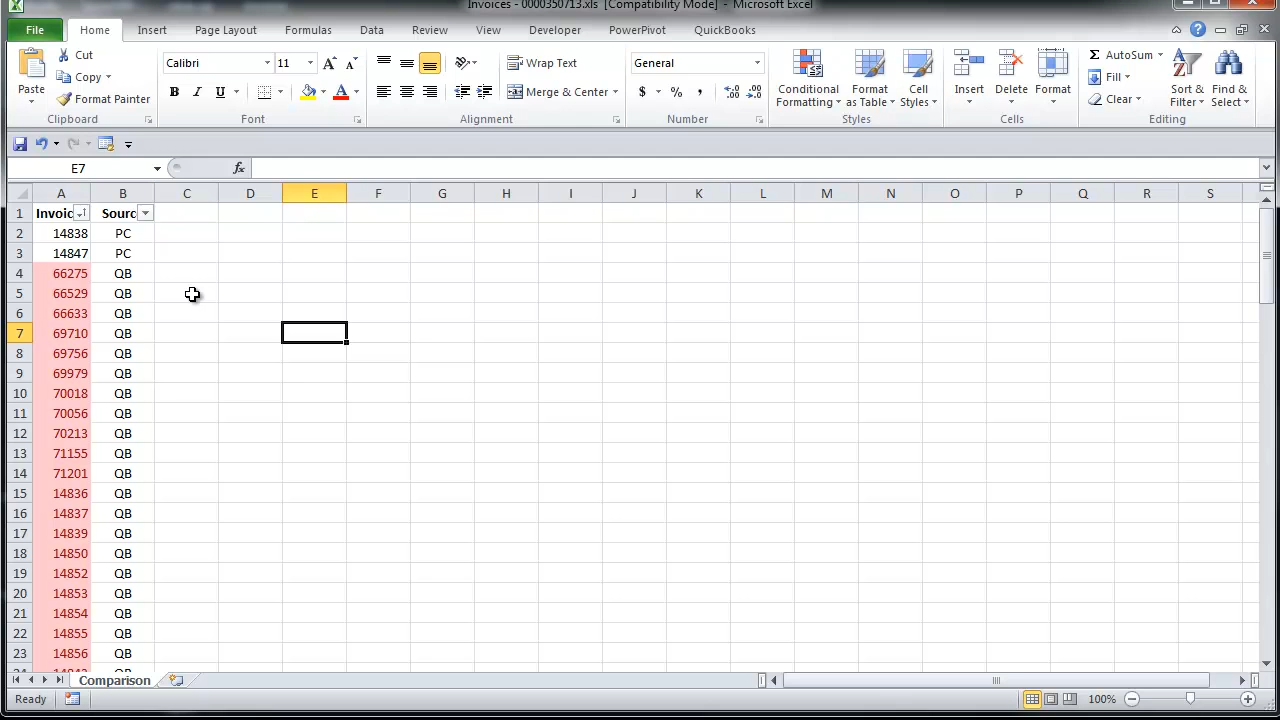 Invoices - 0000350713.xls [Compatibility Mode] - Microsoft Excel
File Home Insert Page Layout Formulas Data Review View Developer PowerPivot QuickBooks
Paste
Cut
Copy
Format Painter
Clipboard
Calibri 11
B I U A
Font
Wrap Text
Merge & Center
Alignment
General
$ % ,
Number
Conditional Formatting
Format as Table
Cell Styles
Styles
Insert Delete Format
Cells
AutoSum
Fill
Clear
Sort & Filter
Find & Select
Editing
E7 fx
A B C D E F G H I J K L M N O P Q R S
1 Invoic Sourc
2 14838 PC
3 14847 PC
4 66275 QB
5 66529 QB
6 66633 QB
7 69710 QB
8 69756 QB
9 69979 QB
10 70018 QB
11 70056 QB
12 70213 QB
13 71155 QB
14 71201 QB
15 14836 QB
16 14837 QB
17 14839 QB
18 14850 QB
19 14852 QB
20 14853 QB
21 14854 QB
22 14855 QB
23 14856 QB
Comparison
Ready 100%